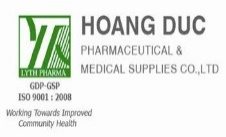 HOANG DUC
PHARMACEUTICAL &
MEDICAL SUPPLIES CO.,LTD
LYTH PHARMA
GDP-GSP
ISO 9001 : 2008
Working Towards Improved
Community Health